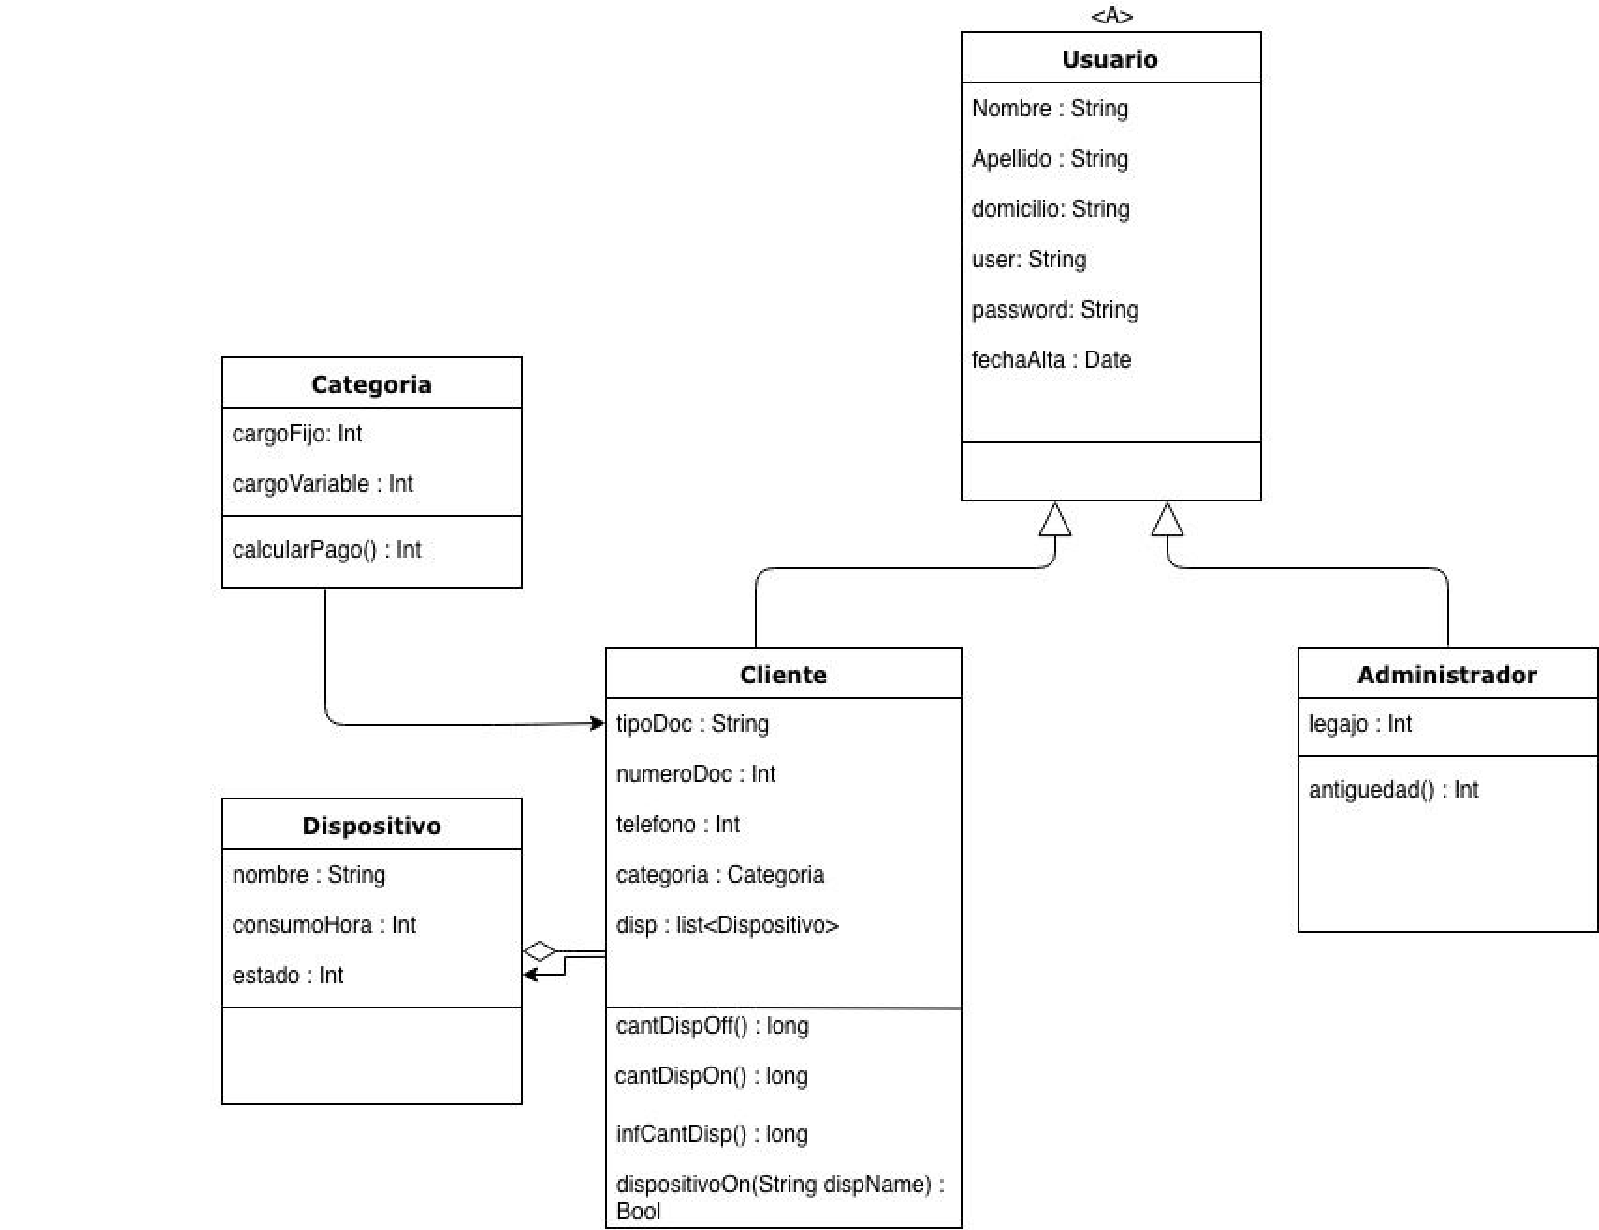 <A>
Usuario
Nombre : String
Apellido : String
domicilio: String
user: String
password: String
fechaAlta : Date
Categoria
cargoFijo: Int
cargoVariable : Int
calcularPago() : Int
Cliente
tipoDoc : String
numeroDoc : Int
telefono : Int
categoria : Categoria
disp : list<Dispositivo>
cantDispOff() : long
cantDispOn() : long
infCantDisp() : long
dispositivoOn(String dispName) :
Bool
Administrador
legajo : Int
antiguedad() : Int
Dispositivo
nombre : String
consumoHora : Int
estado : Int